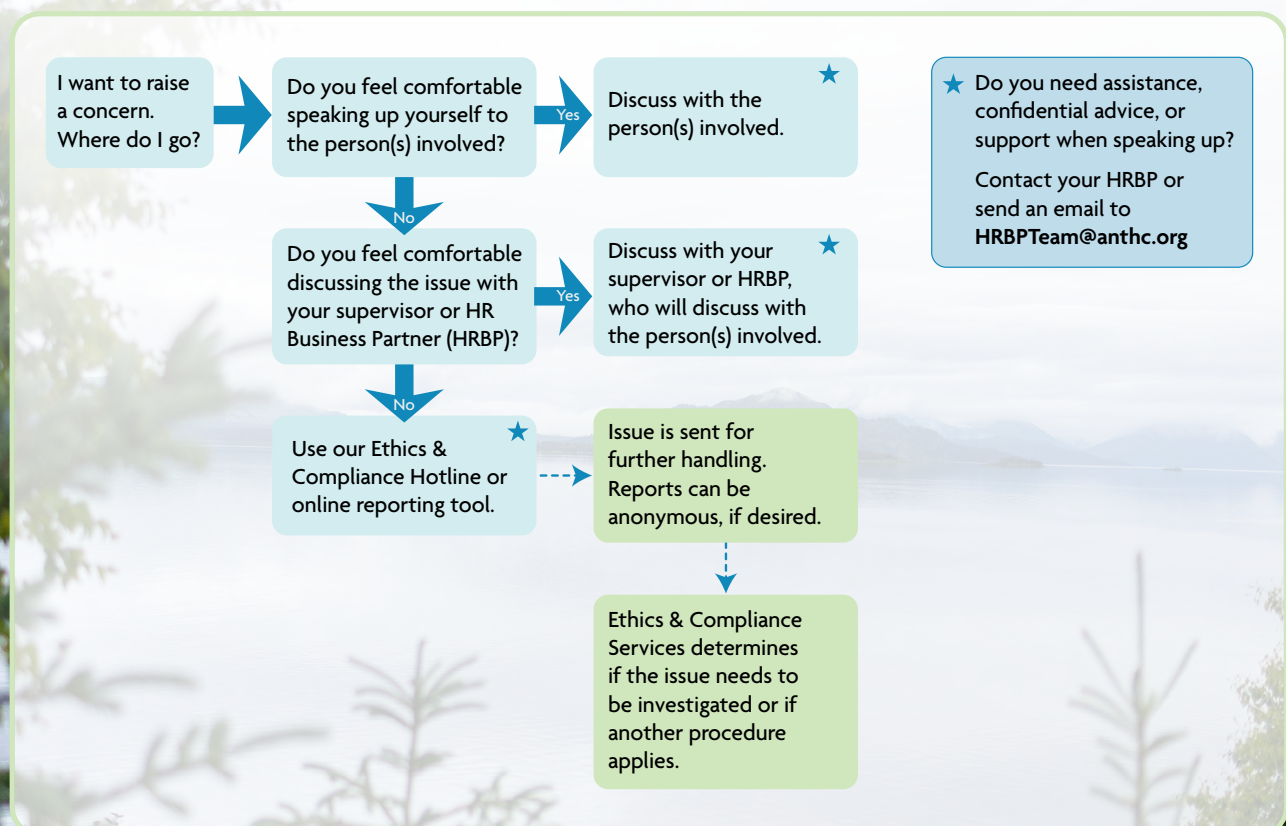 I want to raise
a concern.
Where do I go?
Do you feel comfortable
speaking up yourself to
the person(s) involved?
Yes
Discuss with the
person(s) involved.
No
Do you feel comfortable
discussing the issue with
your supervisor or HR
Business Partner (HRBP)?
Yes
Discuss with your
supervisor or HRBP,
who will discuss with
the person(s) involved.
No
Use our Ethics &
Compliance Hotline or
online reporting tool.
Issue is sent for
further handling.
Reports can be
anonymous, if desired.
Ethics & Compliance
Services determines
if the issue needs to
be investigated or if
another procedure
applies.
Do you need assistance,
confidential advice, or
support when speaking up?
Contact your HRBP or
send an email to
HRBPTeam@anthc.org